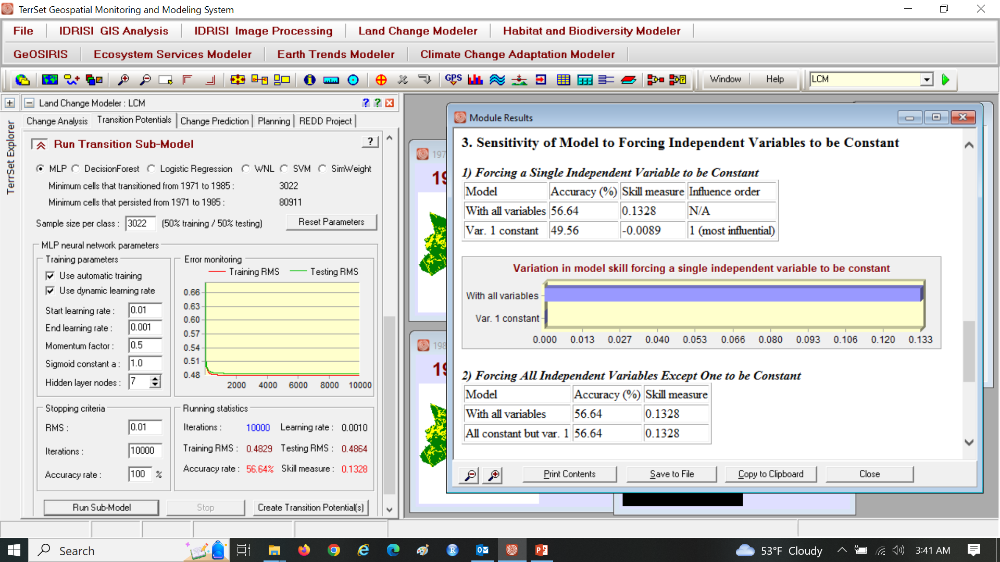 TerrSet Geospatial Monitoring and Modeling System
File IDRISI GIS Analysis IDRISI Image Processing Land Change Modeler Habitat and Biodiversity Modeler
GeOSIRIS Ecosystem Services Modeler Earth Trends Modeler Climate Change Adaptation Modeler
GPS Window Help LCM
TerrSet Explorer
Land Change Modeler : LCM ? ?
Change Analysis Transition Potentials Change Prediction Planning REDD Project
Run Transition Sub-Model ?
MLP DecisionForest Logistic Regression WNL SVM SimWeight
Minimum cells that transitioned from 1971 to 1985 : 3022
Minimum cells that persisted from 1971 to 1985 : 80911
Sample size per class : 3022 (50% training / 50% testing) Reset Parameters
MLP neural network parameters
Training parameters
Use automatic training
Use dynamic learning rate
Start learning rate : 0.01
End learning rate : 0.001
Momentum factor : 0.5
Sigmoid constant a : 1.0
Hidden layer nodes : 7
Error monitoring
Training RMS Testing RMS
0.66
0.63
0.60
0.57
0.54
0.51
0.48
2000 4000 6000 8000 10000
Stopping criteria
RMS : 0.01
Iterations : 10000
Accuracy rate : 100 %
Running statistics
Iterations : 10000 Learning rate : 0.0010
Training RMS : 0.4829 Testing RMS : 0.4864
Accuracy rate : 56.64% Skill measure : 0.1328
Run Sub-Model Stop Create Transition Potential(s)
197
19
198
19
Module Results
3. Sensitivity of Model to Forcing Independent Variables to be Constant
1) Forcing a Single Independent Variable to be Constant
Model Accuracy (%) Skill measure Influence order
With all variables 56.64 0.1328 N/A
Var. 1 constant 49.56 -0.0089 1 (most influential)
Variation in model skill forcing a single independent variable to be constant
With all variables
Var. 1 constant
0.000 0.013 0.027 0.040 0.053 0.066 0.080 0.093 0.106 0.120 0.133
2) Forcing All Independent Variables Except One to be Constant
Model Accuracy (%) Skill measure
With all variables 56.64 0.1328
All constant but var. 1 56.64 0.1328
Print Contents Save to File Copy to Clipboard Close
Search 53°F Cloudy 3:41 AM